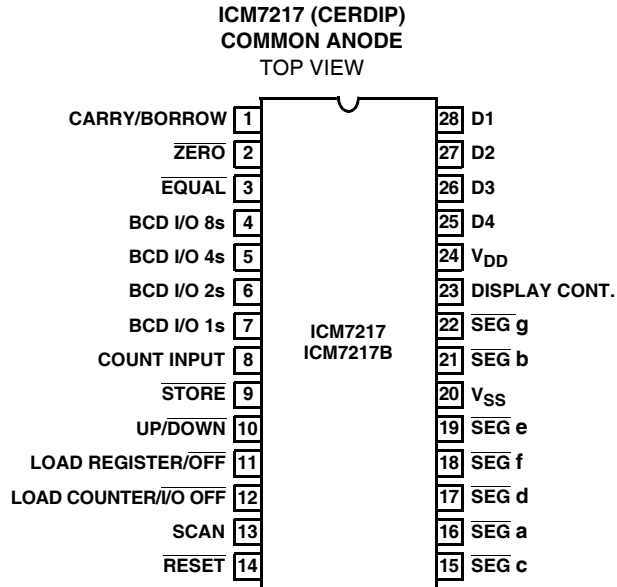 ICM7217 (CERDIP)
COMMON ANODE
TOP VIEW
CARRY/BORROW 1
ZERO 2
EQUAL 3
BCD I/O 8s 4
BCD I/O 4s 5
BCD I/O 2s 6
BCD I/O 1s 7
COUNT INPUT 8
STORE 9
UP/DOWN 10
LOAD REGISTER/OFF 11
LOAD COUNTER/I/O OFF 12
SCAN 13
RESET 14
ICM7217
ICM7217B
28 D1
27 D2
26 D3
25 D4
24 VDD
23 DISPLAY CONT.
22 SEG g
21 SEG b
20 VSS
19 SEG e
18 SEG f
17 SEG d
16 SEG a
15 SEG c